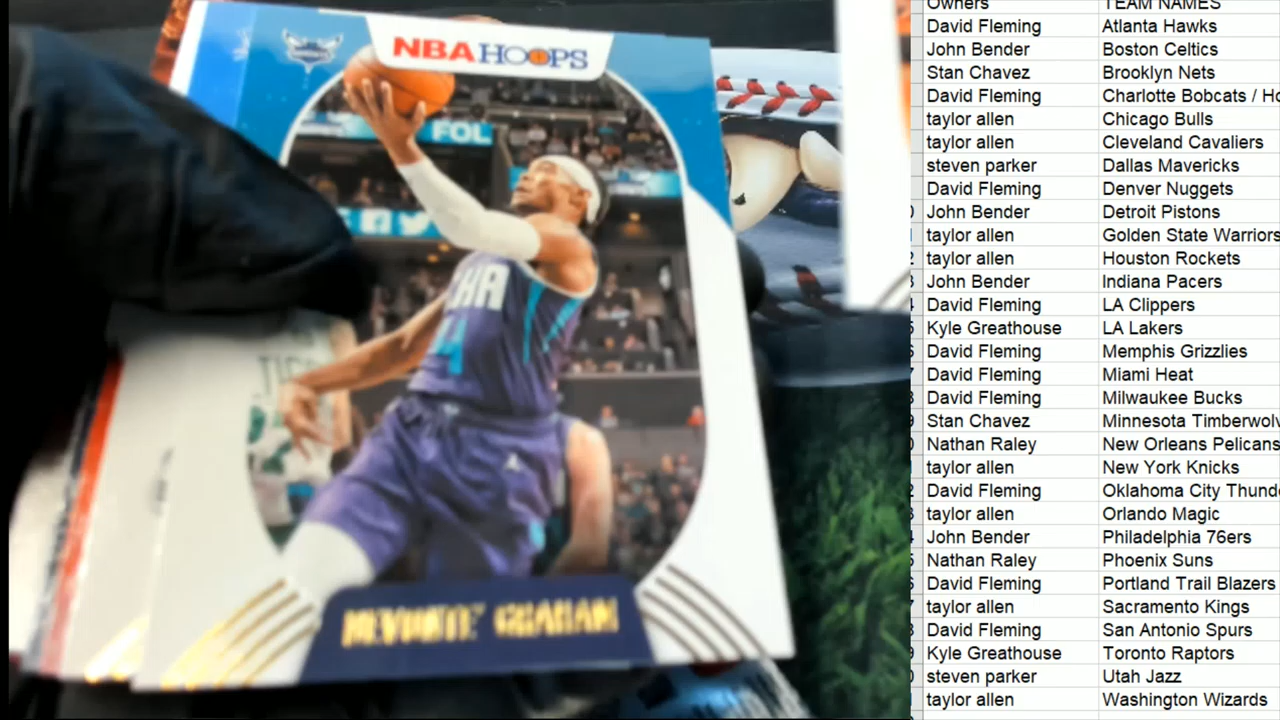 NBA HOOPS
FOL
HA
4
DEVONTE' GRAHAM
Owners TEAM NAMES
David Fleming Atlanta Hawks
John Bender Boston Celtics
Stan Chavez Brooklyn Nets
David Fleming Charlotte Bobcats / Ho
taylor allen Chicago Bulls
taylor allen Cleveland Cavaliers
steven parker Dallas Mavericks
David Fleming Denver Nuggets
John Bender Detroit Pistons
taylor allen Golden State Warriors
taylor allen Houston Rockets
John Bender Indiana Pacers
David Fleming LA Clippers
Kyle Greathouse LA Lakers
David Fleming Memphis Grizzlies
David Fleming Miami Heat
David Fleming Milwaukee Bucks
Stan Chavez Minnesota Timberwolv
Nathan Raley New Orleans Pelicans
taylor allen New York Knicks
David Fleming Oklahoma City Thund
taylor allen Orlando Magic
John Bender Philadelphia 76ers
Nathan Raley Phoenix Suns
David Fleming Portland Trail Blazers
taylor allen Sacramento Kings
David Fleming San Antonio Spurs
Kyle Greathouse Toronto Raptors
steven parker Utah Jazz
taylor allen Washington Wizards